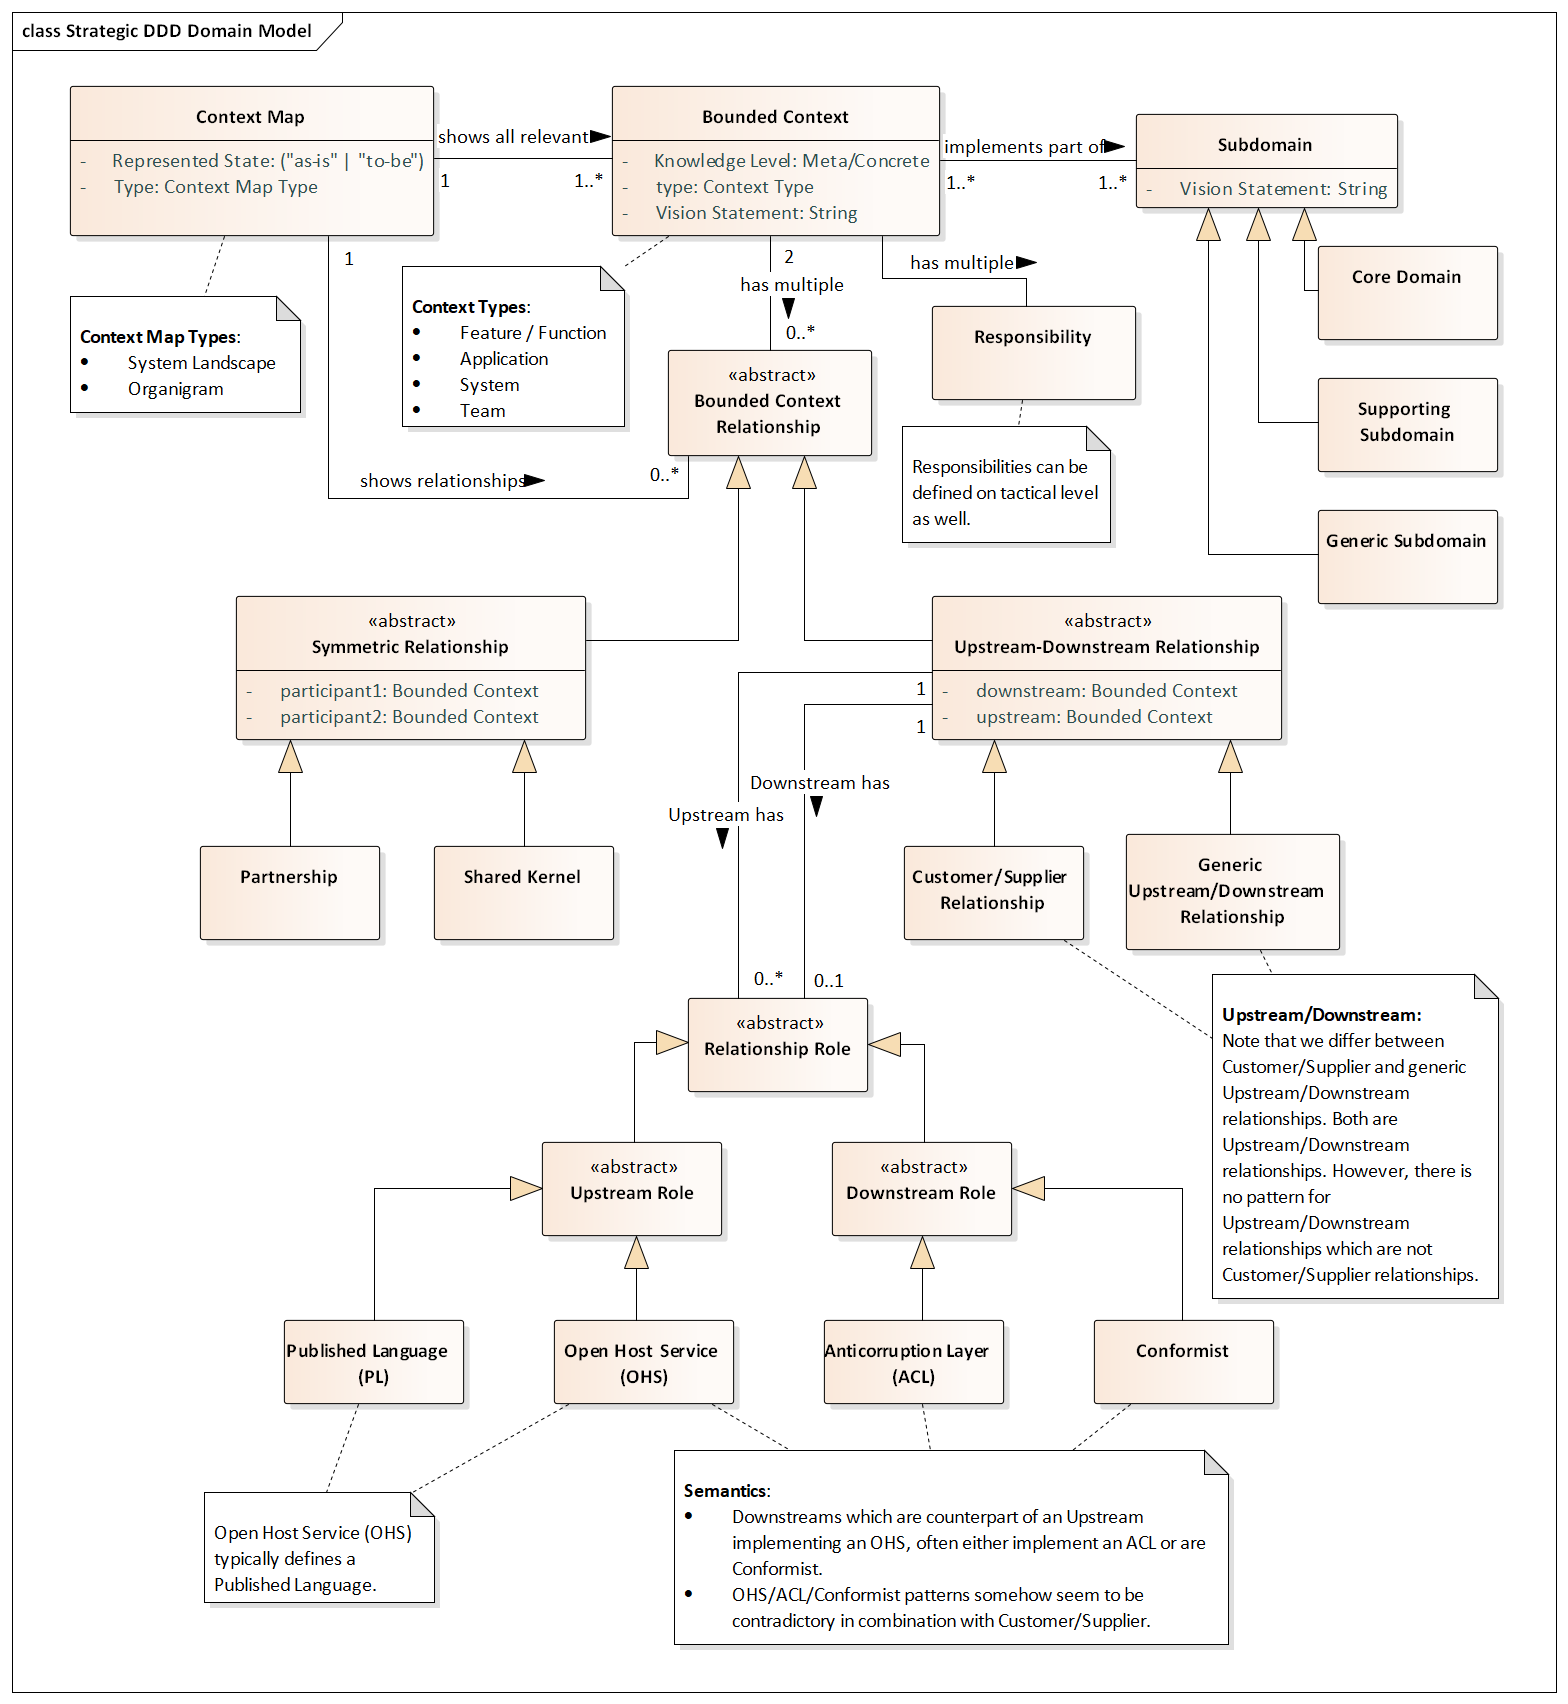 class Strategic DDD Domain Model
Context Map
- Represented State: ("as-is" | "to-be")
- Type: Context Map Type
shows all relevant
1
1..*
Bounded Context
- Knowledge Level: Meta/Concrete
- type: Context Type
- Vision Statement: String
implements part of
1..*
1..*
Subdomain
- Vision Statement: String
1
2
has multiple
0..*
has multiple
Core Domain
Context Map Types:
• System Landscape
• Organigram
Context Types:
• Feature / Function
• Application
• System
• Team
Responsibility
«abstract»
Bounded Context
Relationship
Supporting
Subdomain
shows relationships
0..*
Responsibilities can be
defined on tactical level
as well.
Generic Subdomain
«abstract»
Symmetric Relationship
- participant1: Bounded Context
- participant2: Bounded Context
«abstract»
Upstream-Downstream Relationship
- downstream: Bounded Context
- upstream: Bounded Context
1
1
Downstream has
Upstream has
Partnership
Shared Kernel
Customer/Supplier
Relationship
Generic
Upstream/Downstream
Relationship
0..*
0..1
«abstract»
Relationship Role
Upstream/Downstream:
Note that we differ between
Customer/Supplier and generic
Upstream/Downstream
relationships. Both are
Upstream/Downstream
relationships. However, there is
no pattern for
Upstream/Downstream
relationships which are not
Customer/Supplier relationships.
«abstract»
Upstream Role
«abstract»
Downstream Role
Published Language
(PL)
Open Host Service
(OHS)
Anticorruption Layer
(ACL)
Conformist
Open Host Service (OHS)
typically defines a
Published Language.
Semantics:
• Downstreams which are counterpart of an Upstream
implementing an OHS, often either implement an ACL or are
Conformist.
• OHS/ACL/Conformist patterns somehow seem to be
contradictory in combination with Customer/Supplier.